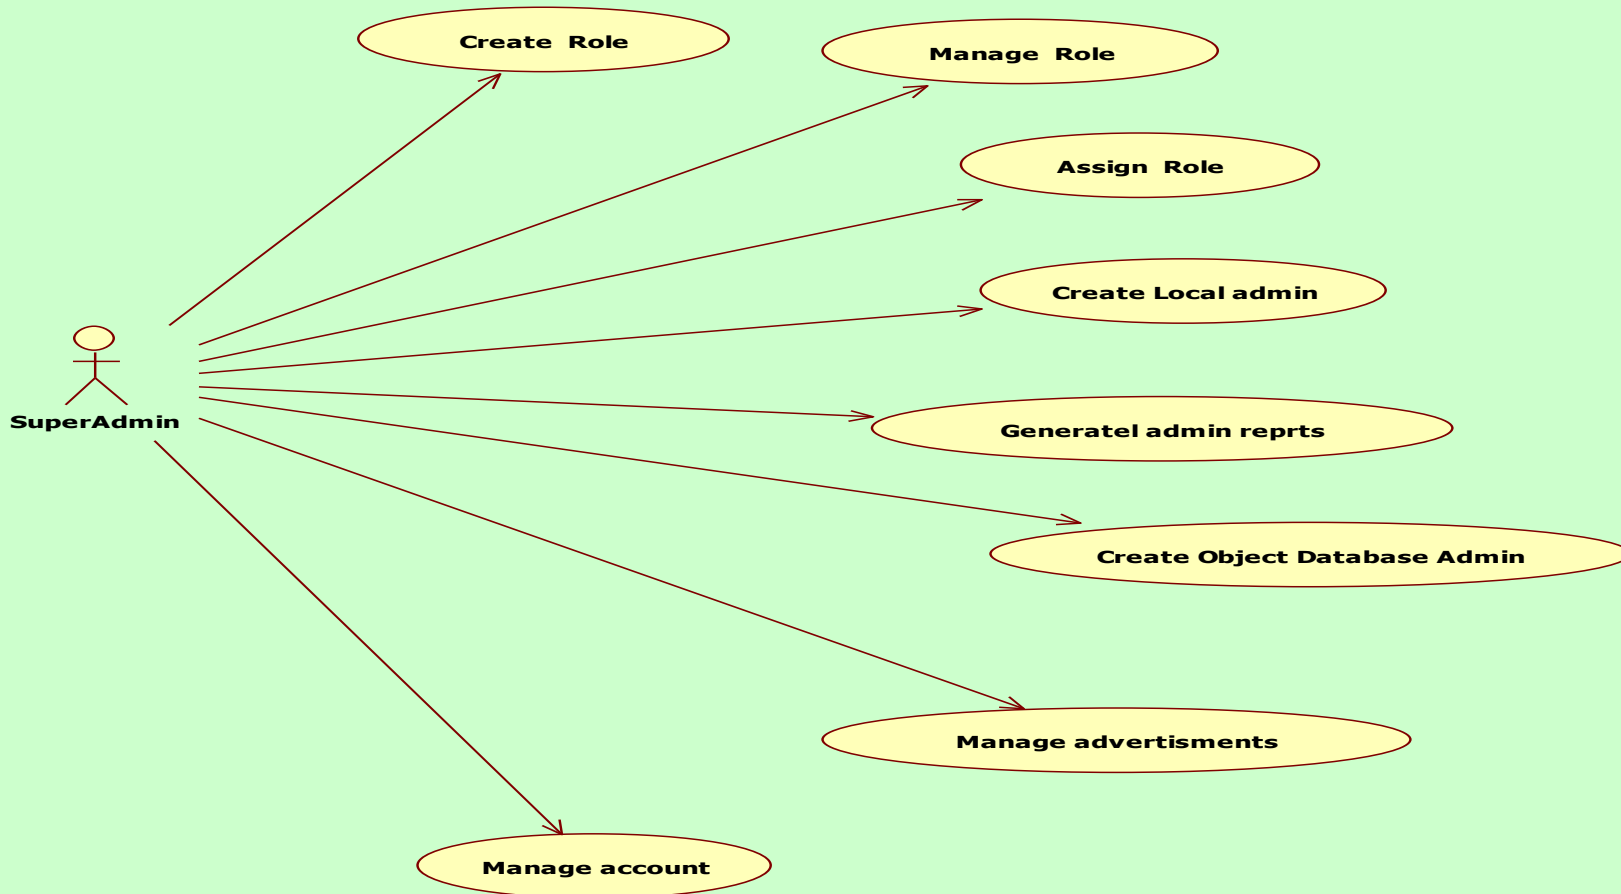 Create Role
Manage Role
Assign Role
Create Local admin
SuperAdmin
Generatel admin reprts
Create Object Database Admin
Manage advertisments
Manage account